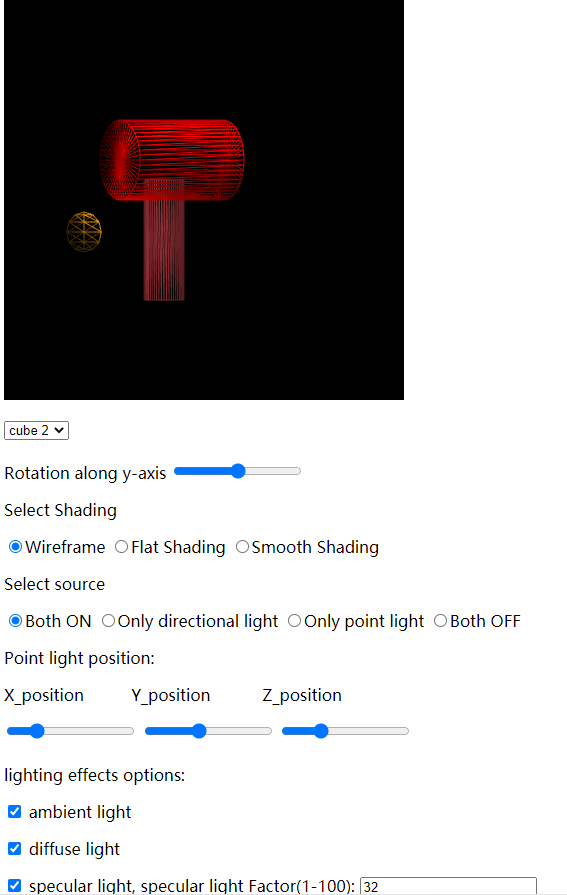 cube 2
Rotation along y-axis
Select Shading
Wireframe Flat Shading Smooth Shading
Select source
Both ON Only directional light Only point light Both OFF
Point light position:
X_position Y_position Z_position
lighting effects options:
ambient light
diffuse light
specular light, specular light Factor(1-100): 32